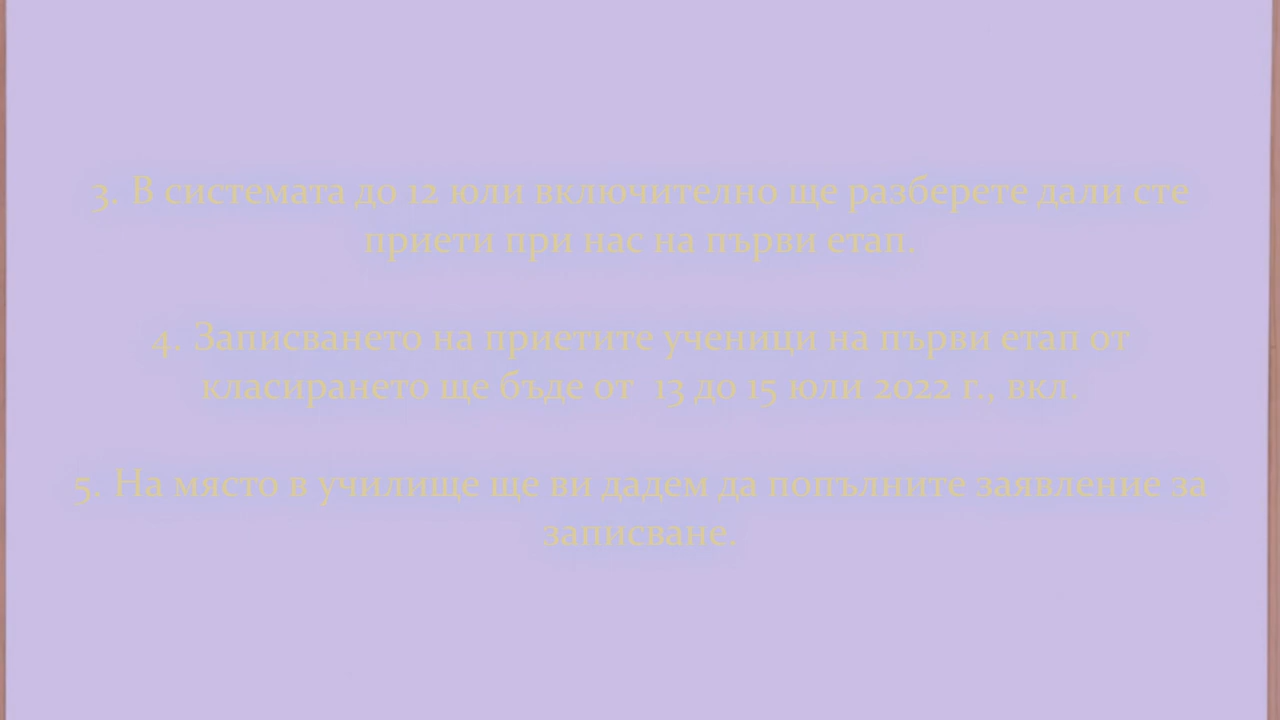 3. В системата до 12 юли включително ще разберете дали сте
приети при нас на първи етап.
4. Записването на приетите ученици на първи етап от
класирането ще бъде от  13 до 15 юли 2022 г., вкл.
5. На място в училище ще ви дадем да попълните заявление за
записване.